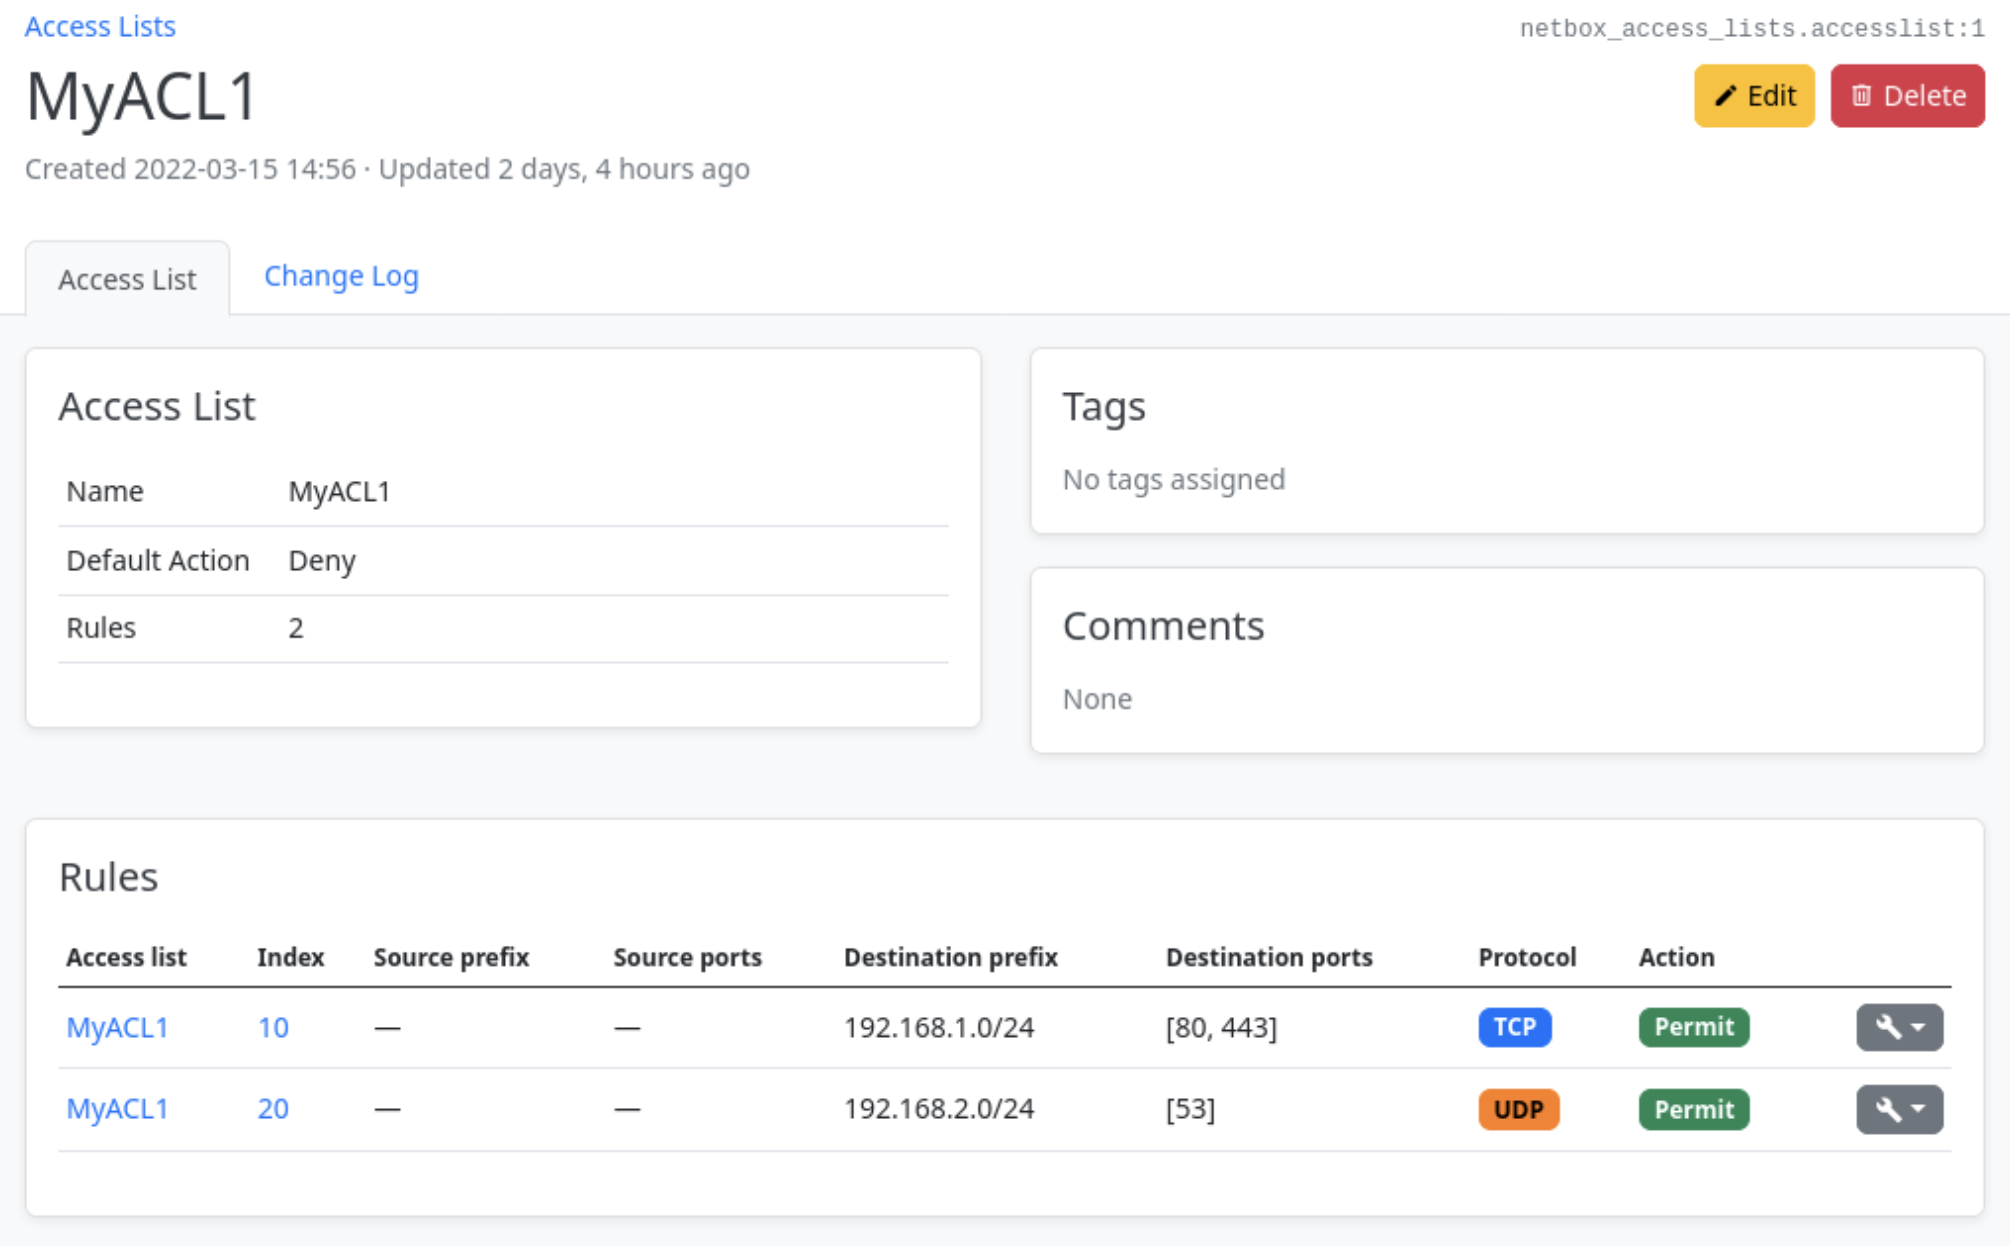 Access Lists
netbox_access_lists.accesslist:1
MyACL1
Edit
Delete
Created 2022-03-15 14:56 · Updated 2 days, 4 hours ago
Access List
Change Log
Access List
Name MyACL1
Default Action Deny
Rules 2
Tags
No tags assigned
Comments
None
Rules
Access list Index Source prefix Source ports Destination prefix Destination ports Protocol Action
MyACL1 10 — — 192.168.1.0/24 [80, 443] TCP Permit
MyACL1 20 — — 192.168.2.0/24 [53] UDP Permit